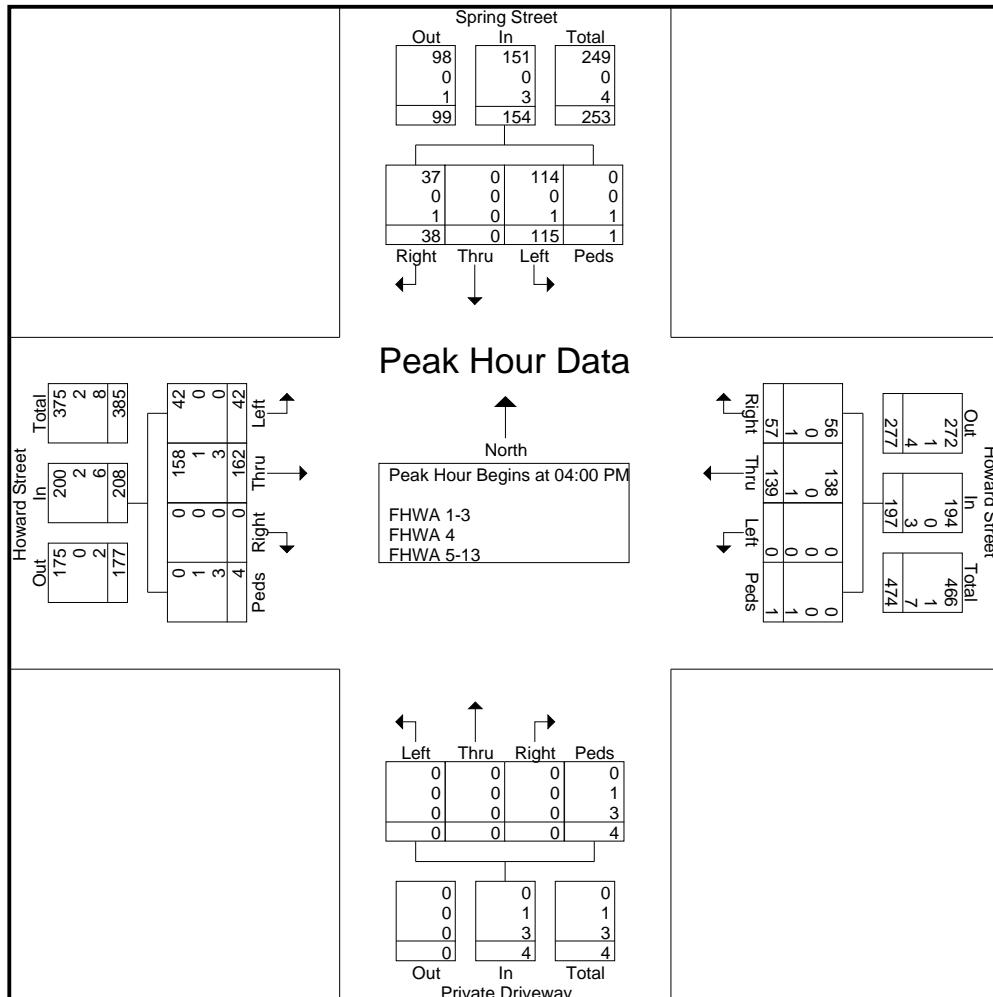 Spring Street
Out In Total
98 151 249
0 0 0
1 3 4
99 154 253
37 0 114 0
0 0 0 0
1 0 1 1
38 0 115 1
Right Thru Left Peds
Peak Hour Data
North
Peak Hour Begins at 04:00 PM
FHWA 1-3
FHWA 4
FHWA 5-13
Howard Street
Out In Total
175 200 375
0 2 2
2 6 8
177 208 385
0 0 158 42
1 0 1 0
3 0 3 0
4 0 162 42
Peds Right Thru Left
Howard Street
Out In Total
272 194 466
1 0 1
4 3 7
277 197 474
56 138 0 0
0 0 0 0
1 1 0 1
57 139 0 1
Right Thru Left Peds
Left Thru Right Peds
0 0 0 0
0 0 0 1
0 0 0 3
0 0 0 4
0 0 0
0 1 1
0 3 3
0 4 4
Out In Total
Private Driveway